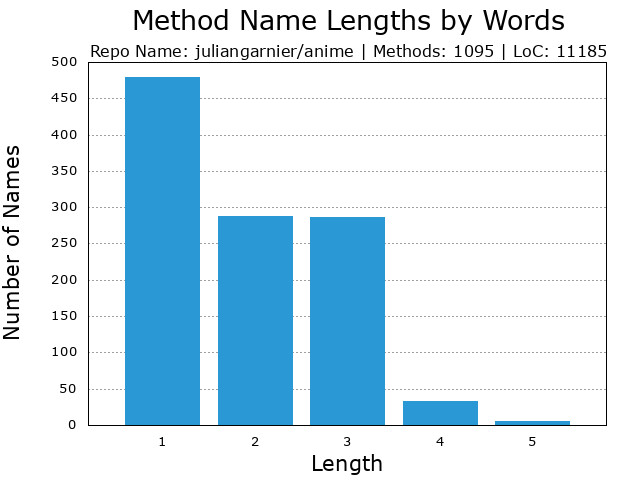 Method Name Lengths by Words
Repo Name: juliangarnier/anime | Methods: 1095 | LoC: 11185
500
450
400
350
300
250
200
150
100
50
0
Number of Names
1 2 3 4 5
Length